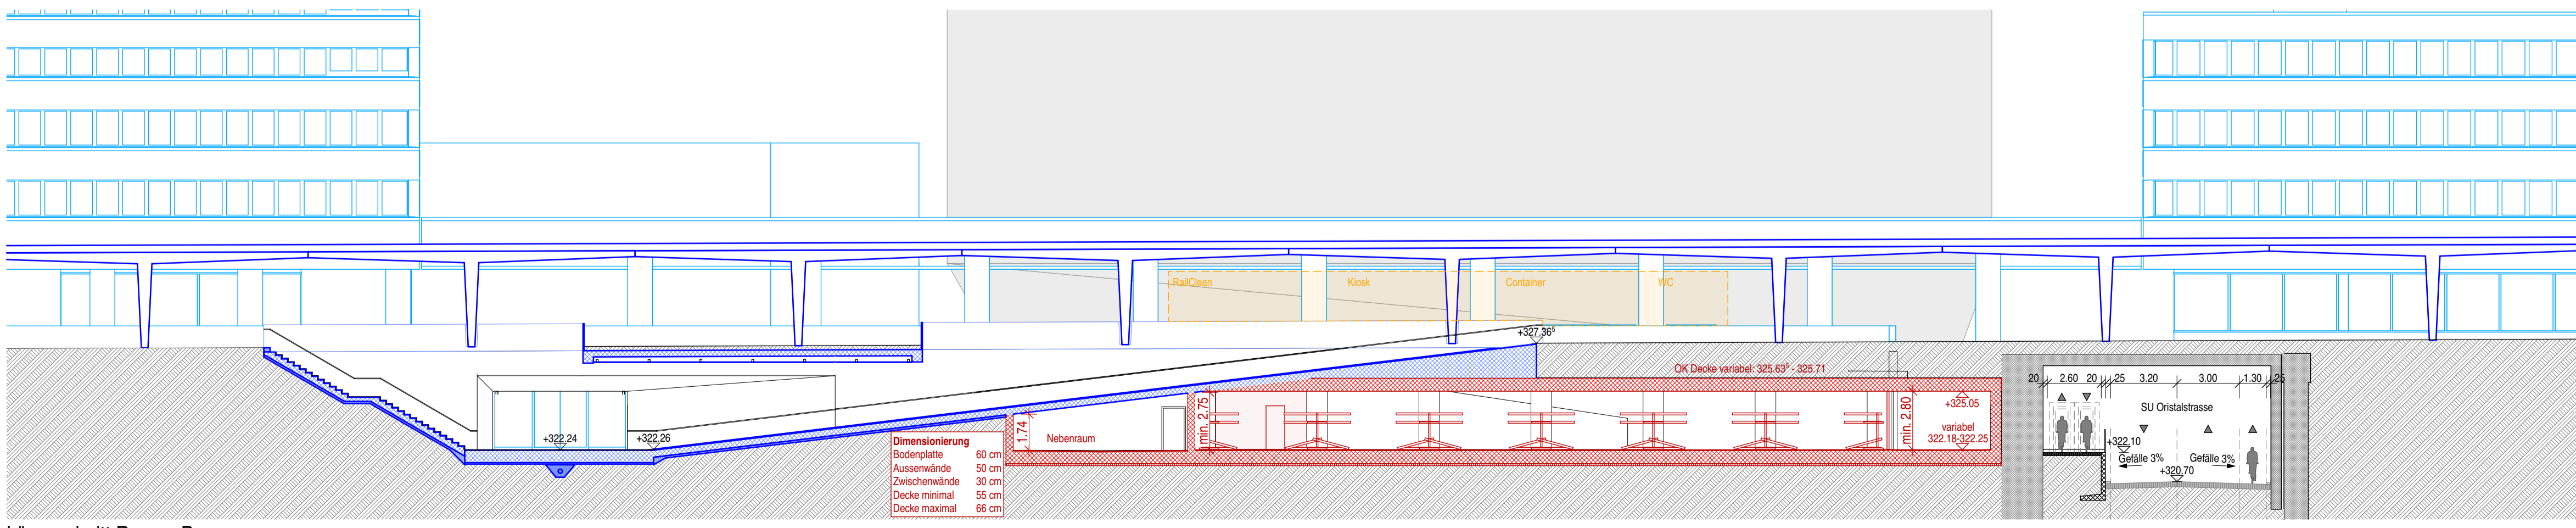 RailClean
Kiosk
Container
WC
+327.36⁵
OK Decke variabel: 325.63⁹ - 325.71
20
2.60
20
25
3.20
3.00
1.30
25
SU Oristalstrasse
+322.24
+322.26
1.74
Nebenraum
min. 2.75
min. 2.80
+325.05
variabel
322.18-322.25
+322.10
Gefälle 3%
Gefälle 3%
+320.70
Dimensionierung
Bodenplatte 60 cm
Aussenwände 50 cm
Zwischenwände 30 cm
Decke minimal 55 cm
Decke maximal 66 cm